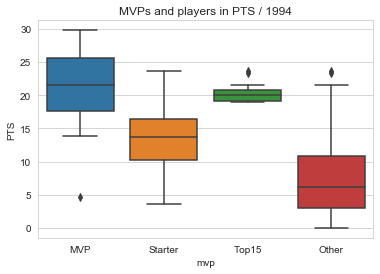 MVPs and players in PTS / 1994
30
25
20
15
10
5
0
PTS
MVP Starter Top15 Other
mvp